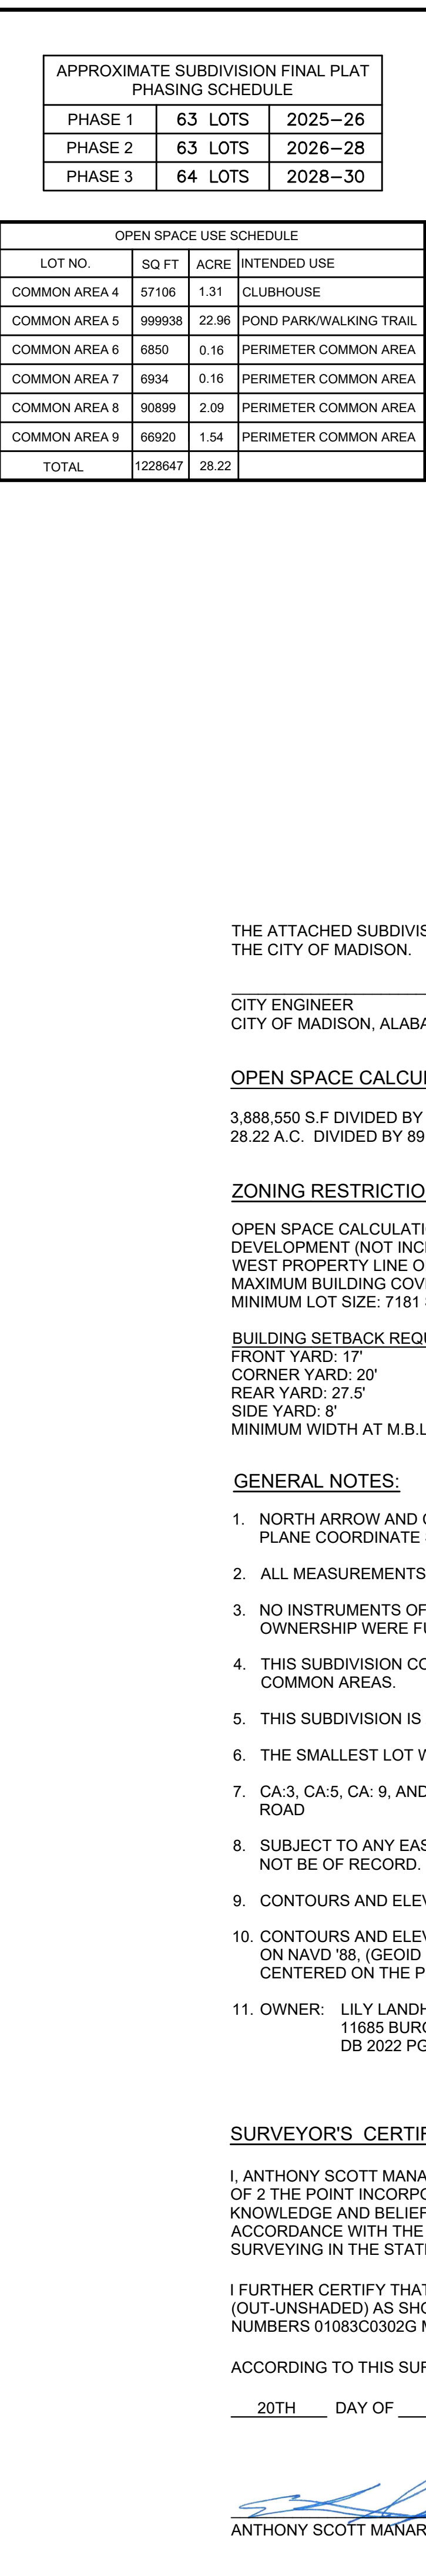 APPROXIMATE SUBDIVISION FINAL PLAT
PHASING SCHEDULE
PHASE 1 63 LOTS 2025-26
PHASE 2 63 LOTS 2026-28
PHASE 3 64 LOTS 2028-30
OPEN SPACE USE SCHEDULE
LOT NO. SQ FT ACRE INTENDED USE
COMMON AREA 4 57106 1.31 CLUBHOUSE
COMMON AREA 5 999938 22.96 POND PARK/WALKING TRAIL
COMMON AREA 6 6850 0.16 PERIMETER COMMON AREA
COMMON AREA 7 6934 0.16 PERIMETER COMMON AREA
COMMON AREA 8 90899 2.09 PERIMETER COMMON AREA
COMMON AREA 9 66920 1.54 PERIMETER COMMON AREA
TOTAL 1228647 28.22
THE ATTACHED SUBDIVIS
THE CITY OF MADISON.
CITY ENGINEER
CITY OF MADISON, ALABA
OPEN SPACE CALCU
3,888,550 S.F DIVIDED BY
28.22 A.C. DIVIDED BY 89
ZONING RESTRICTIO
OPEN SPACE CALCULATI
DEVELOPMENT (NOT INC
WEST PROPERTY LINE O
MAXIMUM BUILDING COV
MINIMUM LOT SIZE: 7181
BUILDING SETBACK REQU
FRONT YARD: 17'
CORNER YARD: 20'
REAR YARD: 27.5'
SIDE YARD: 8'
MINIMUM WIDTH AT M.B.L
GENERAL NOTES:
1. NORTH ARROW AND
PLANE COORDINATE
2. ALL MEASUREMENTS
3. NO INSTRUMENTS OF
OWNERSHIP WERE FU
4. THIS SUBDIVISION CO
COMMON AREAS.
5. THIS SUBDIVISION IS
6. THE SMALLEST LOT W
7. CA:3, CA:5, CA: 9, AND
ROAD
8. SUBJECT TO ANY EAS
NOT BE OF RECORD.
9. CONTOURS AND ELEV
10. CONTOURS AND ELEV
ON NAVD '88, (GEOID
CENTERED ON THE P
11. OWNER: LILY LANDH
11685 BURG
DB 2022 PG
SURVEYOR'S CERTIF
I, ANTHONY SCOTT MANA
OF 2 THE POINT INCORPO
KNOWLEDGE AND BELIEF
ACCORDANCE WITH THE
SURVEYING IN THE STATE
I FURTHER CERTIFY THAT
(OUT-UNSHADED) AS SHO
NUMBERS 01083C0302G
ACCORDING TO THIS SUR
20TH DAY OF
ANTHONY SCOTT MANAR